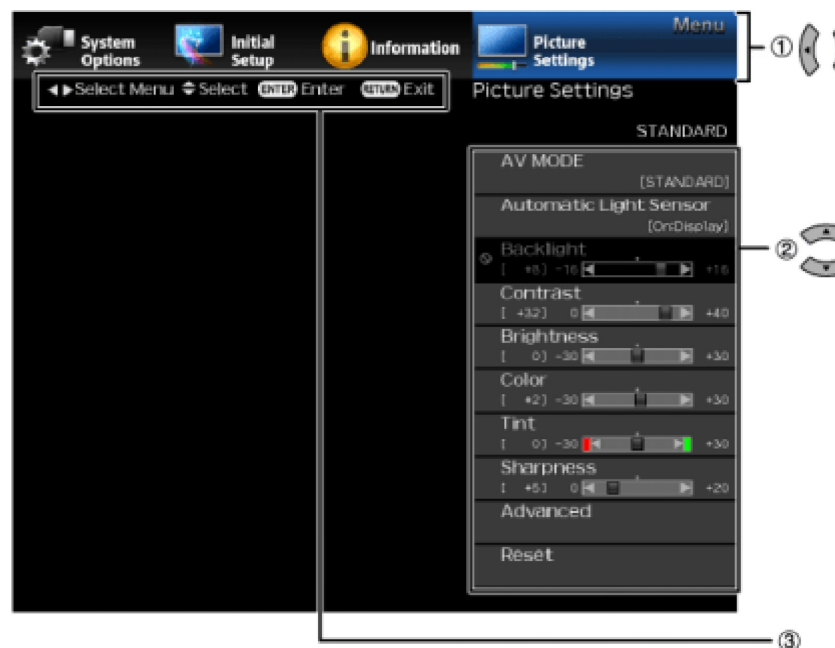 System Options
Initial Setup
Information
Picture Settings
Menu
①
◀▶Select Menu
Select
ENTER Enter
RETURN Exit
Picture Settings
STANDARD
AV MODE
[STANDARD]
Automatic Light Sensor
[On:Display]
②
Backlight
[ +8] -16 +16
Contrast
[ +32] 0 +40
Brightness
[ 0] -30 +30
Color
[ +2] -30 +30
Tint
[ 0] -30 +30
Sharpness
[ +5] 0 +20
Advanced
Reset
③